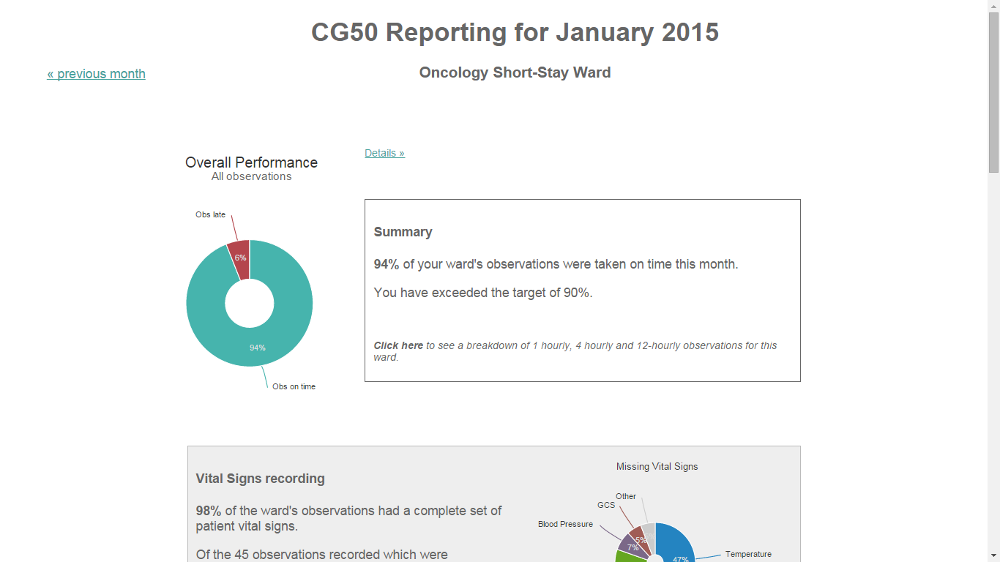 CG50 Reporting for January 2015
« previous month
Oncology Short-Stay Ward
Details »
Overall Performance
All observations
Obs late
6%
94%
Obs on time
Summary
94% of your ward's observations were taken on time this month.
You have exceeded the target of 90%.
Click here to see a breakdown of 1 hourly, 4 hourly and 12-hourly observations for this
ward.
Vital Signs recording
98% of the ward's observations had a complete set of
patient vital signs.
Of the 45 observations recorded which were
Missing Vital Signs
Other
GCS
Blood Pressure
5%
7%
47%
Temperature